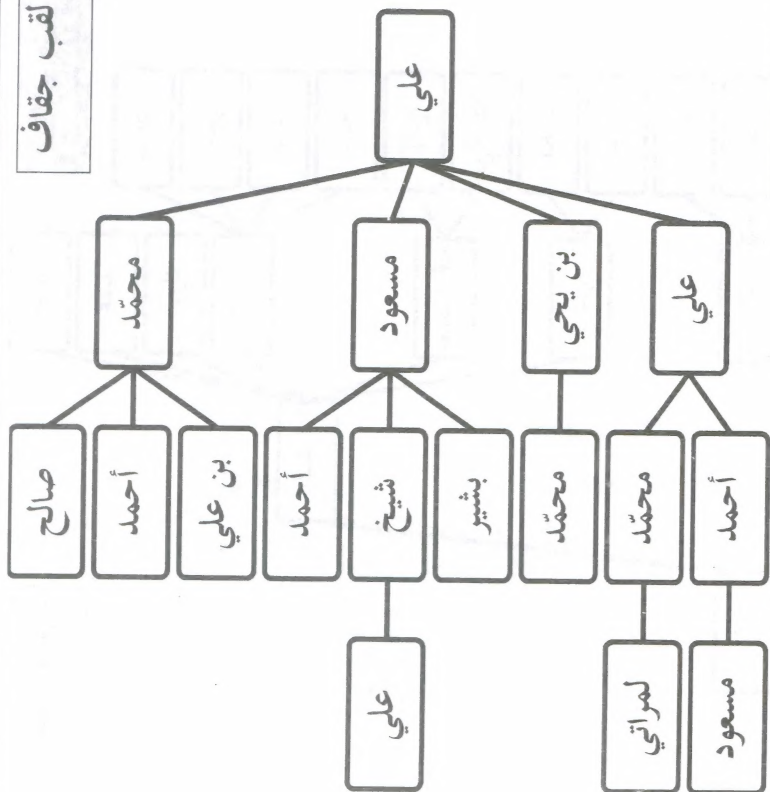 لقب جقاف
علي
علي
بن يحي
مسعود
محمّد
أحمد
محمّد
محمّد
بشير
شيخ
أحمد
بن علي
أحمد
صالح
مسعود
لمراتي
علي